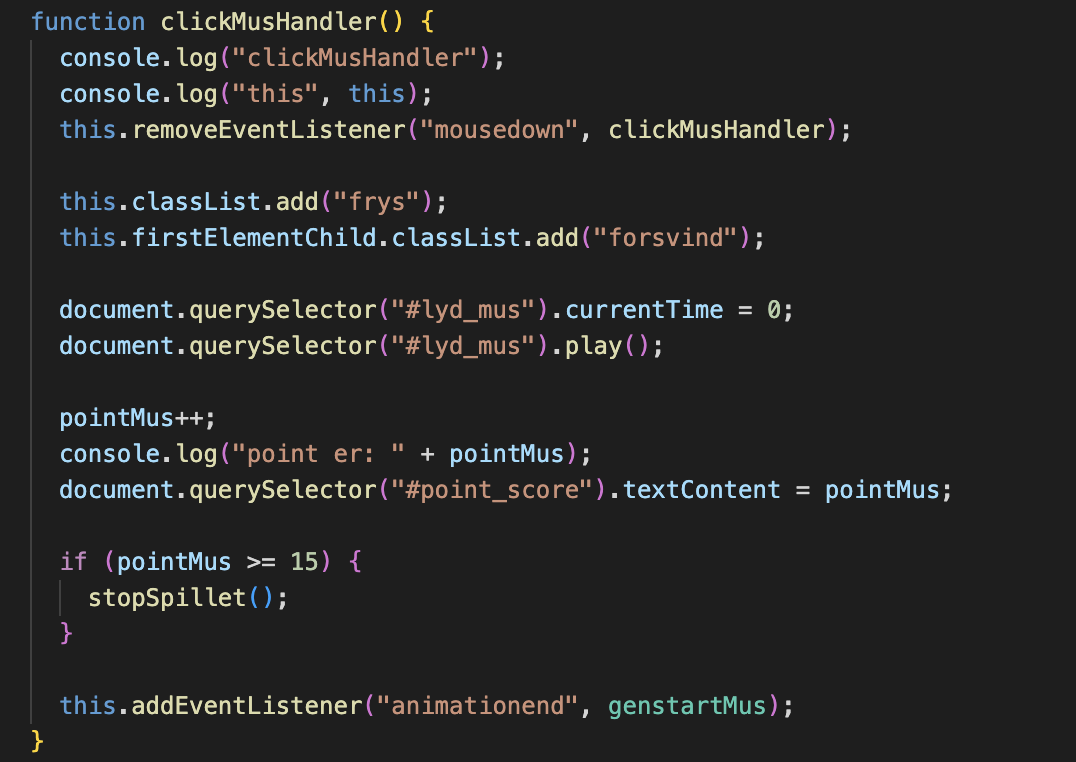 function clickMusHandler() {
console.log("clickMusHandler");
console.log("this", this);
this.removeEventListener("mousedown", clickMusHandler);
this.classList.add("frys");
this.firstElementChild.classList.add("forsvind");
document.querySelector("#lyd_mus").currentTime = 0;
document.querySelector("#lyd_mus").play();
pointMus++;
console.log("point er: " + pointMus);
document.querySelector("#point_score").textContent = pointMus;
if (pointMus >= 15) {
stopSpillet();
}
this.addEventListener("animationend", genstartMus);
}